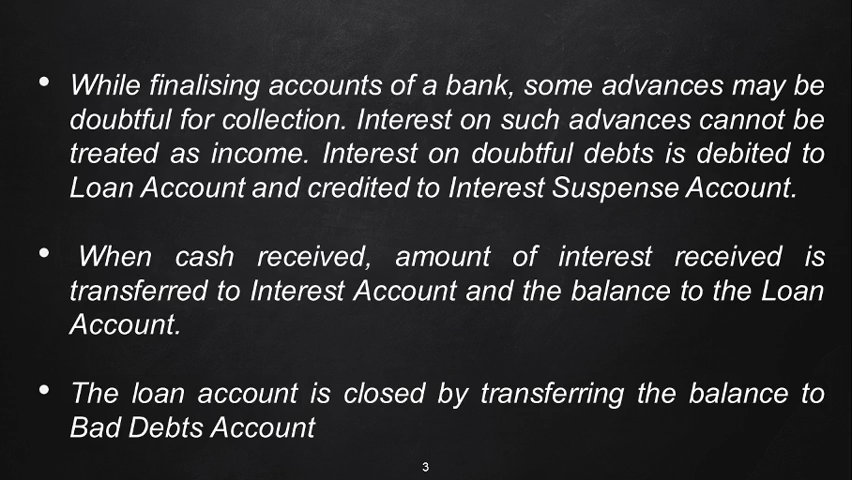 • While finalising accounts of a bank, some advances may be
doubtful for collection. Interest on such advances cannot be
treated as income. Interest on doubtful debts is debited to
Loan Account and credited to Interest Suspense Account.
• When cash received, amount of interest received is
transferred to Interest Account and the balance to the Loan
Account.
• The loan account is closed by transferring the balance to
Bad Debts Account
3